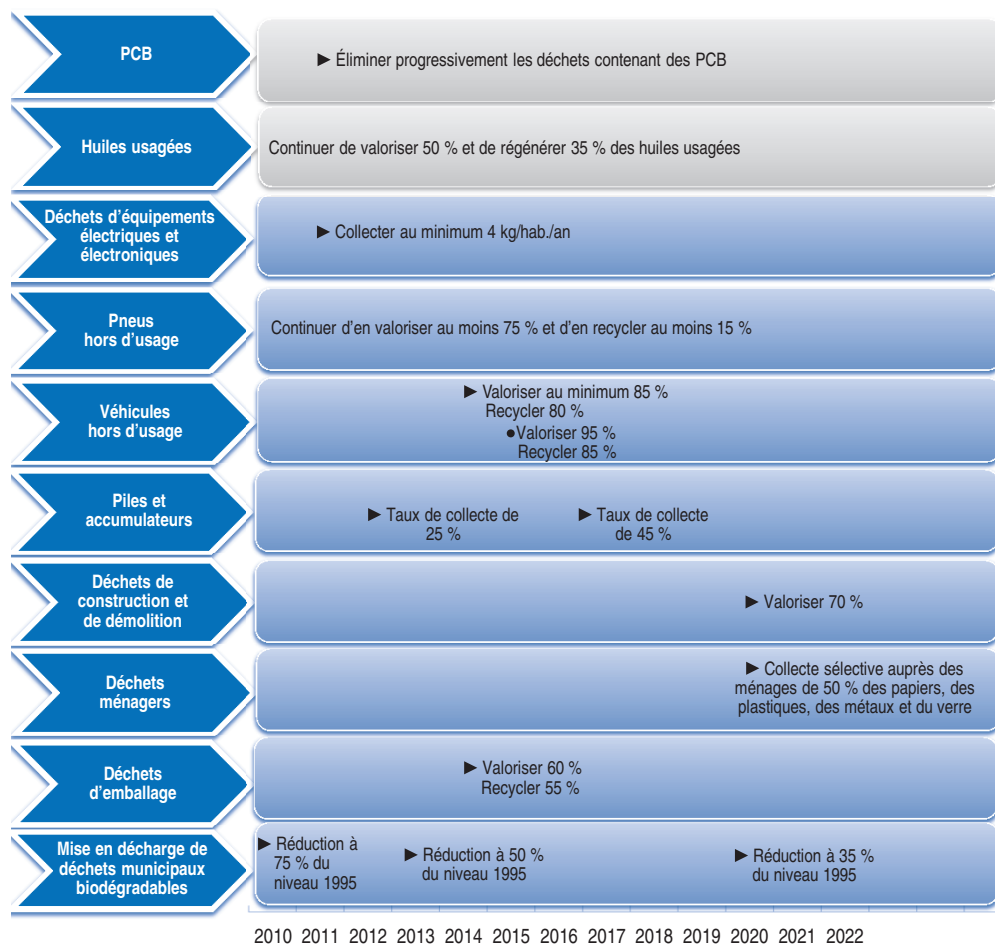 PCB
► Éliminer progressivement les déchets contenant des PCB
Huiles usagées
Continuer de valoriser 50 % et de régénérer 35 % des huiles usagées
Déchets d'équipements
électriques et
électroniques
► Collecter au minimum 4 kg/hab./an
Pneus
hors d'usage
Continuer d'en valoriser au moins 75 % et d'en recycler au moins 15 %
Véhicules
hors d'usage
► Valoriser au minimum 85 %
Recycler 80 %
●Valoriser 95 %
Recycler 85 %
Piles et
accumulateurs
► Taux de collecte de
25 %
► Taux de collecte
de 45 %
Déchets de
construction et
de démolition
► Valoriser 70 %
Déchets
ménagers
► Collecte sélective auprès des
ménages de 50 % des papiers, des
plastiques, des métaux et du verre
Déchets
d'emballage
► Valoriser 60 %
Recycler 55 %
Mise en décharge de
déchets municipaux
biodégradables
► Réduction à
75 % du
niveau 1995
► Réduction à 50 %
du niveau 1995
► Réduction à 35 %
du niveau 1995
2010 2011 2012 2013 2014 2015 2016 2017 2018 2019 2020 2021 2022